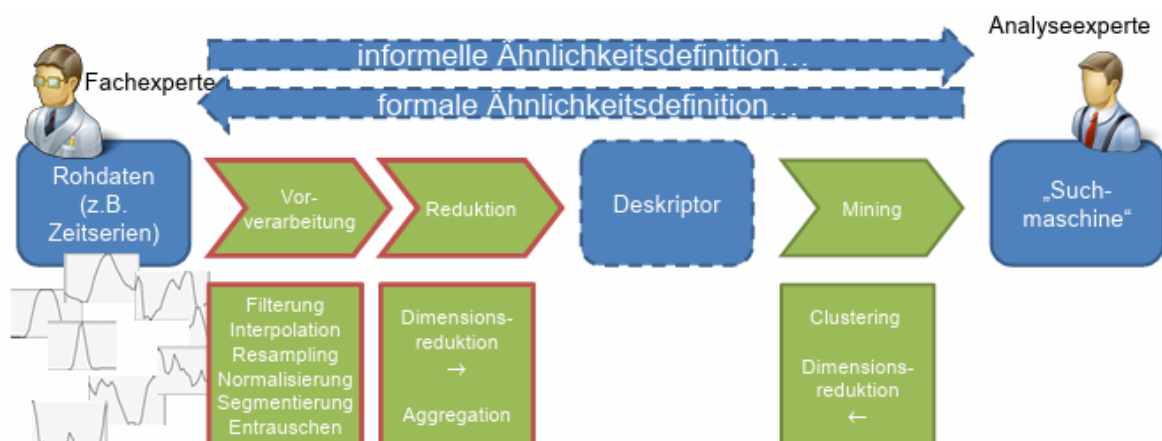 Analyseexperte
informelle Ähnlichkeitsdefinition…
Fachexperte
formale Ähnlichkeitsdefinition…
Rohdaten
(z.B.
Zeitserien)
Vor-
verarbeitung
Reduktion
Deskriptor
Mining
„Such-
maschine“
Filterung
Interpolation
Resampling
Normalisierung
Segmentierung
Entrauschen
Dimensions-
reduktion
→
Aggregation
Clustering
Dimensions-
reduktion
←